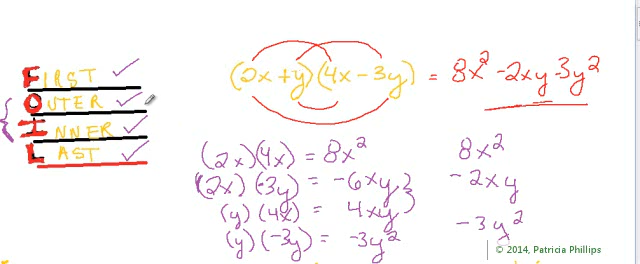 FIRST
OUTER
INNER
LAST
(2x+y)(4x-3y) = 8x²-2xy-3y²
(2x)(4x) = 8x²
(2x)(-3y) = -6xy
(y)(4x) = 4xy
(y)(-3y) = -3y²
8x²
-2xy
-3y²
© 2014, Patricia Phillips